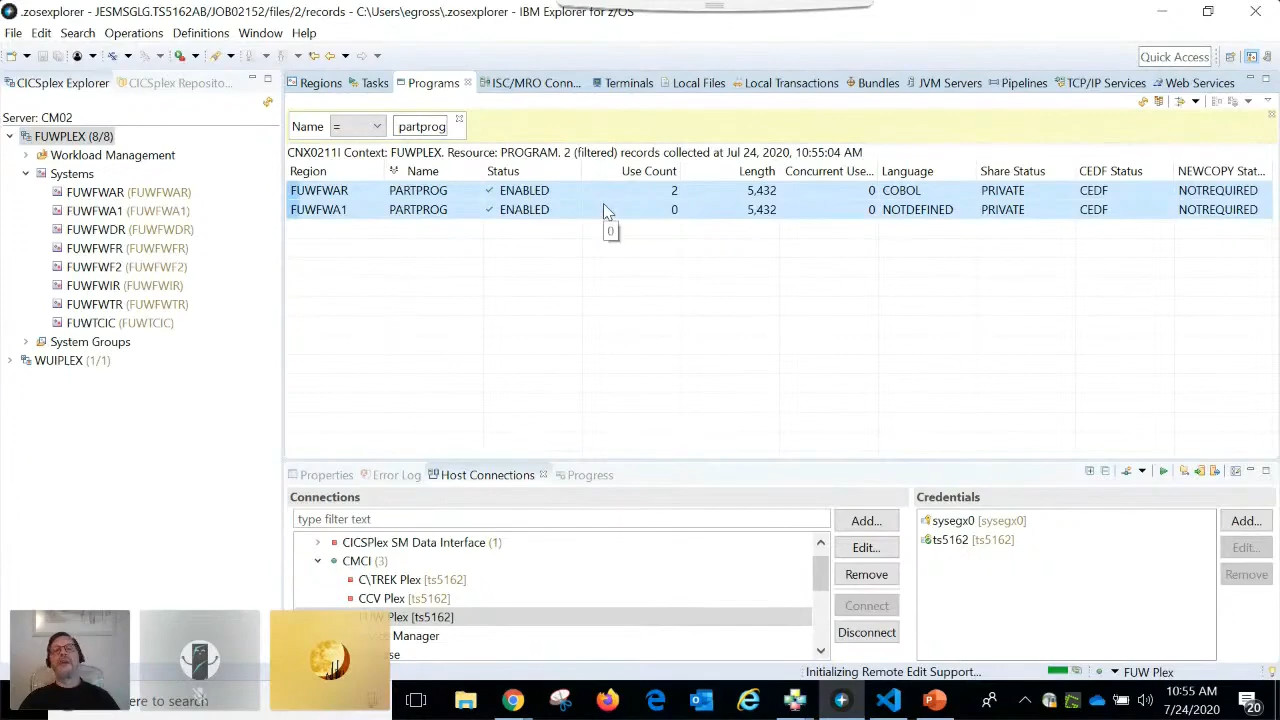 .zosexplorer - JESMSGLG.TS5162AB/JOB02152/files/2/records - C:\Users\egross\.zosexplorer - IBM Explorer for z/OS
File Edit Search Operations Definitions Window Help
Quick Access
CICSplex Explorer CICSplex Reposito...
Regions Tasks Programs ISC/MRO Conn... Terminals Local Files Local Transactions Bundles JVM Servers Pipelines TCP/IP Services Web Services
Server: CM02
FUWPLEX (8/8)
Workload Management
Systems
FUWFWAR (FUWFWAR)
FUWFWA1 (FUWFWA1)
FUWFWDR (FUWFWDR)
FUWFWFR (FUWFWFR)
FUWFWF2 (FUWFWF2)
FUWFWIR (FUWFWIR)
FUWFWTR (FUWFWTR)
FUWTCIC (FUWTCIC)
System Groups
WUIPLEX (1/1)
Name = partprog
CNX0211I Context: FUWPLEX. Resource: PROGRAM. 2 (filtered) records collected at Jul 24, 2020, 10:55:04 AM
Region Name Status Use Count Length Concurrent Use... Language Share Status CEDF Status NEWCOPY Stat...
FUWFWAR PARTPROG ENABLED 2 5,432 0 COBOL PRIVATE CEDF NOTREQUIRED
FUWFWA1 PARTPROG ENABLED 0 5,432 0 NOTDEFINED PRIVATE CEDF NOTREQUIRED
0
Properties Error Log Host Connections Progress
Connections
type filter text
CICSPlex SM Data Interface (1)
CMCI (3)
C\TREK Plex [ts5162]
CCV Plex [ts5162]
Plex [ts5162]
Manager
Add...
Edit...
Remove
Connect
Disconnect
Credentials
sysegx0 [sysegx0]
ts5162 [ts5162]
Add...
Edit...
Remove
Initializing Remote Edit Support... FUW Plex
here to search
10:55 AM
7/24/2020
20